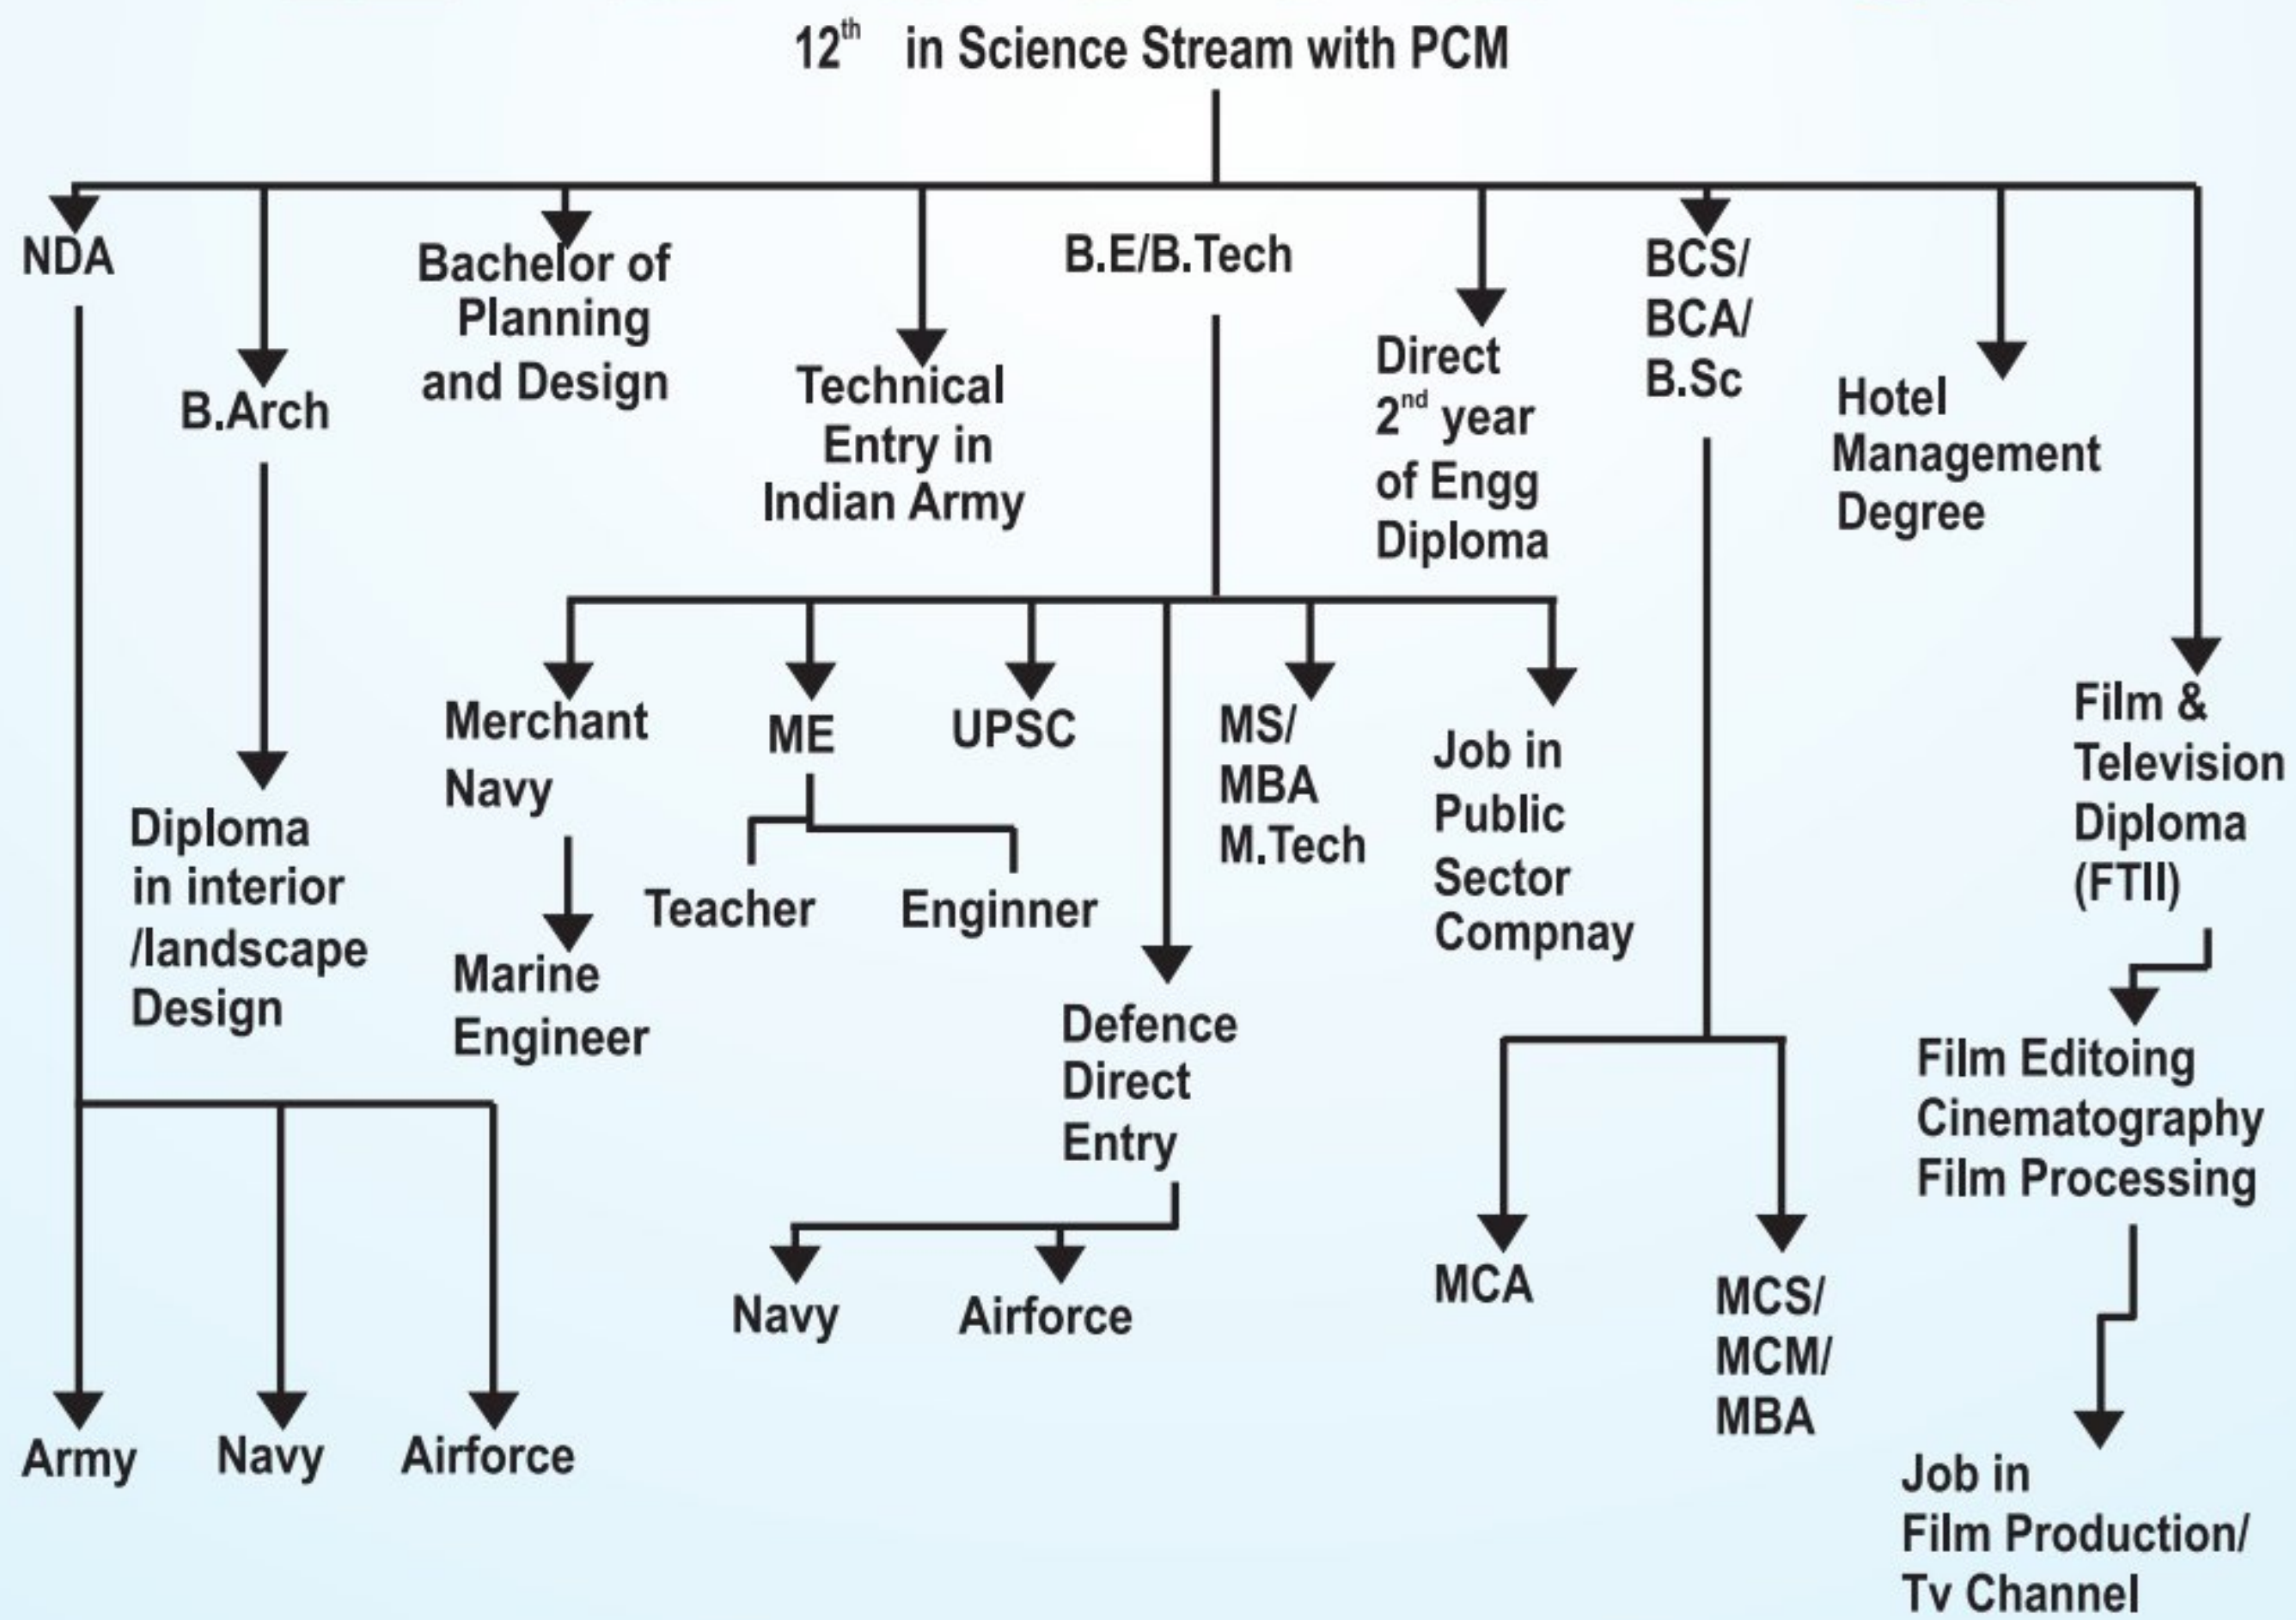 12th in Science Stream with PCM
NDA
B.Arch
Bachelor of
Planning
and Design
Technical
Entry in
Indian Army
B.E/B.Tech
Direct
2nd year
of Engg
Diploma
BCS/
BCA/
B.Sc
Hotel
Management
Degree
Film &
Television
Diploma
(FTII)
Diploma
in interior
/landscape
Design
Merchant
Navy
ME
UPSC
MS/
MBA
M.Tech
Job in
Public
Sector
Compnay
Teacher
Enginner
Marine
Engineer
Defence
Direct
Entry
Film Editoing
Cinematography
Film Processing
Navy
Airforce
MCA
MCS/
MCM/
MBA
Army
Navy
Airforce
Job in
Film Production/
Tv Channel